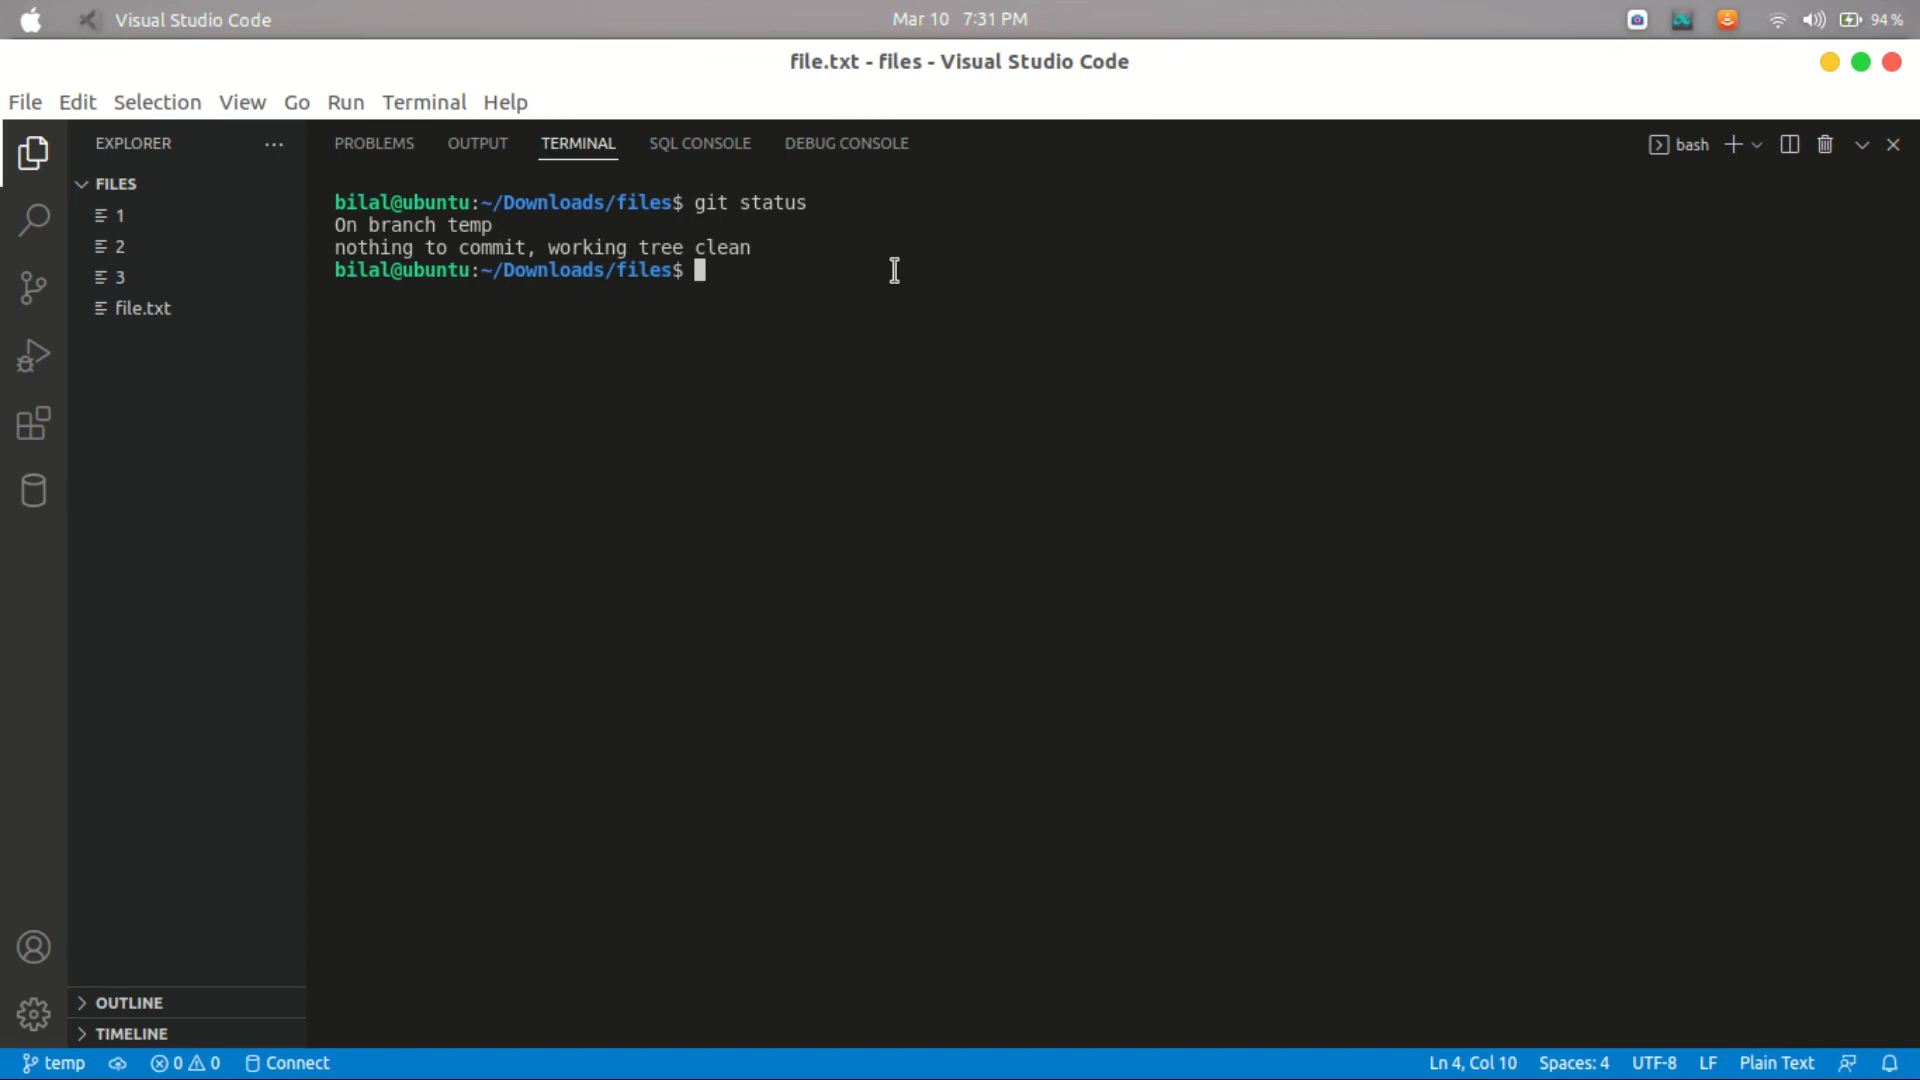 Visual Studio Code
Mar 10 7:31 PM
94 %
file.txt - files - Visual Studio Code
File Edit Selection View Go Run Terminal Help
EXPLORER
PROBLEMS OUTPUT TERMINAL SQL CONSOLE DEBUG CONSOLE
bash
FILES
1
2
3
file.txt
bilal@ubuntu:~/Downloads/files$ git status
On branch temp
nothing to commit, working tree clean
bilal@ubuntu:~/Downloads/files$
OUTLINE
TIMELINE
temp 0 0 Connect
Ln 4, Col 10 Spaces: 4 UTF-8 LF Plain Text